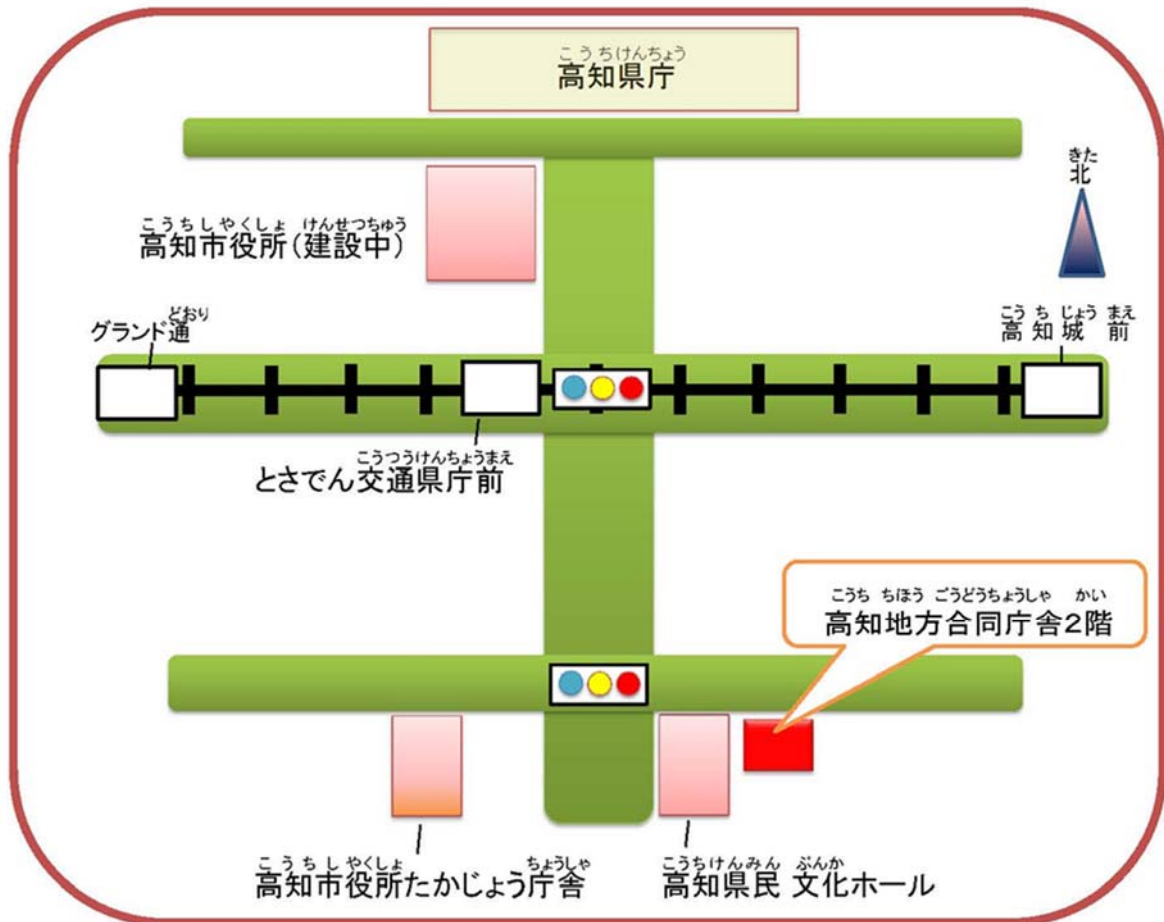 こうちけんちょう
高知県庁
きた
北
こうちしやくしょ けんせつちゅう
高知市役所(建設中)
どおり
グランド通
こう ち じょう まえ
高 知 城 前
こうつうけんちょうまえ
とさでん交通県庁前
こうち ちほう ごうどうちょうしゃ かい
高知地方合同庁舎2階
こうちしやくしょ ちょうしゃ
高知市役所たかじょう庁舎
こうちけんみん ぶんか
高知県民 文化ホール